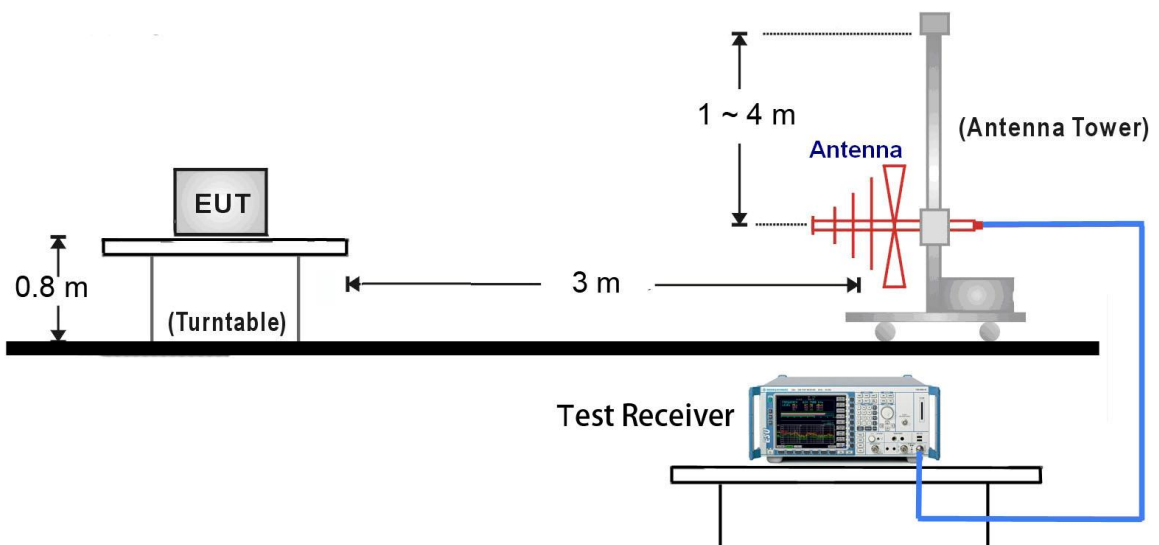 1 ~ 4 m
(Antenna Tower)
Antenna
EUT
0.8 m
3 m
(Turntable)
Test Receiver